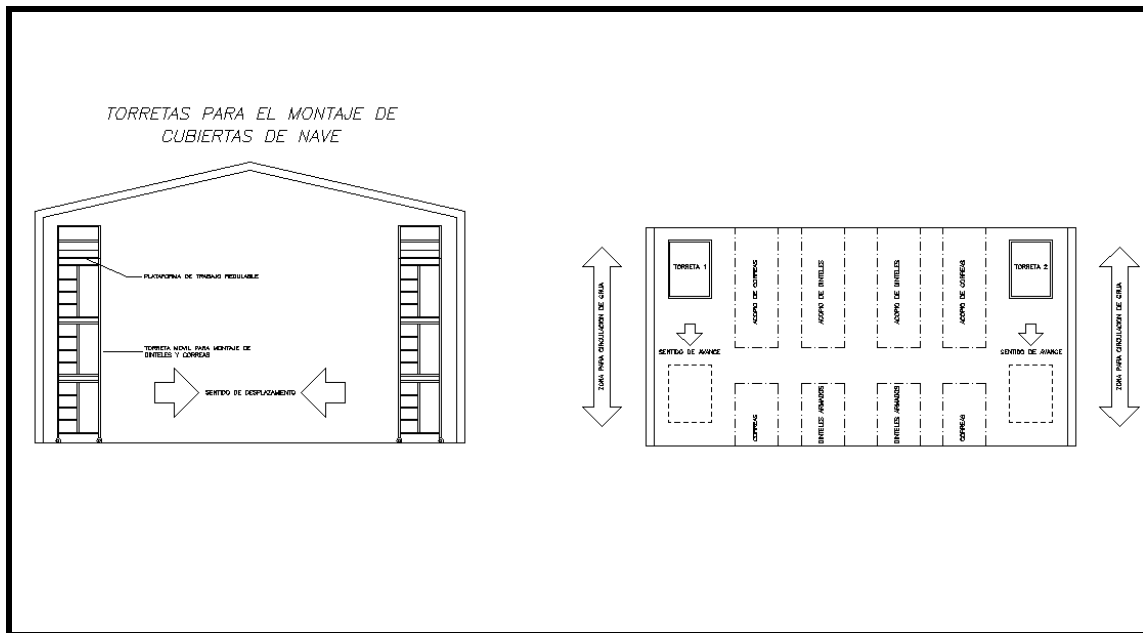 TORRETAS PARA EL MONTAJE DE
CUBIERTAS DE NAVE
PLATAFORMA DE TRABAJO REGULABLE
TORRETA MOVIL PARA MONTAJE DE
DINTELES Y CORREAS
SENTIDO DE DESPLAZAMIENTO
ZONA PARA CIRCULACION DE GRUA
TORRETA 1
ACOPIO DE CORREAS
ACOPIO DE DINTELES
ACOPIO DE DINTELES
ACOPIO DE CORREAS
TORRETA 2
SENTIDO DE AVANCE
SENTIDO DE AVANCE
CORREAS
DINTELES ARMADOS
DINTELES ARMADOS
CORREAS
ZONA PARA CIRCULACION DE GRUA